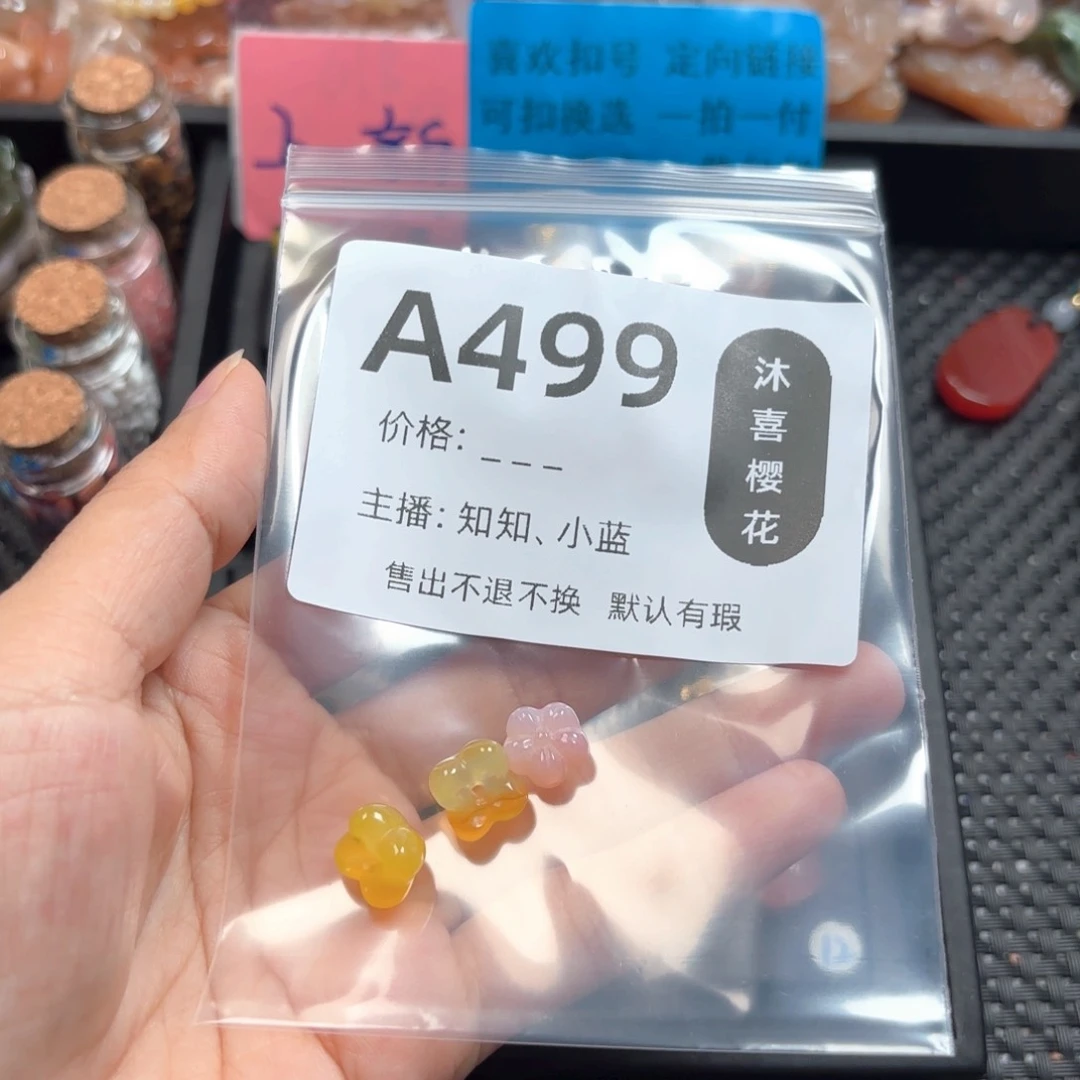 喜欢扣号 定向链接
可扣换选 一拍一付
A499
价格: _ _ _
主播: 知知、小蓝
售出不退不换 默认有瑕
沐喜樱花